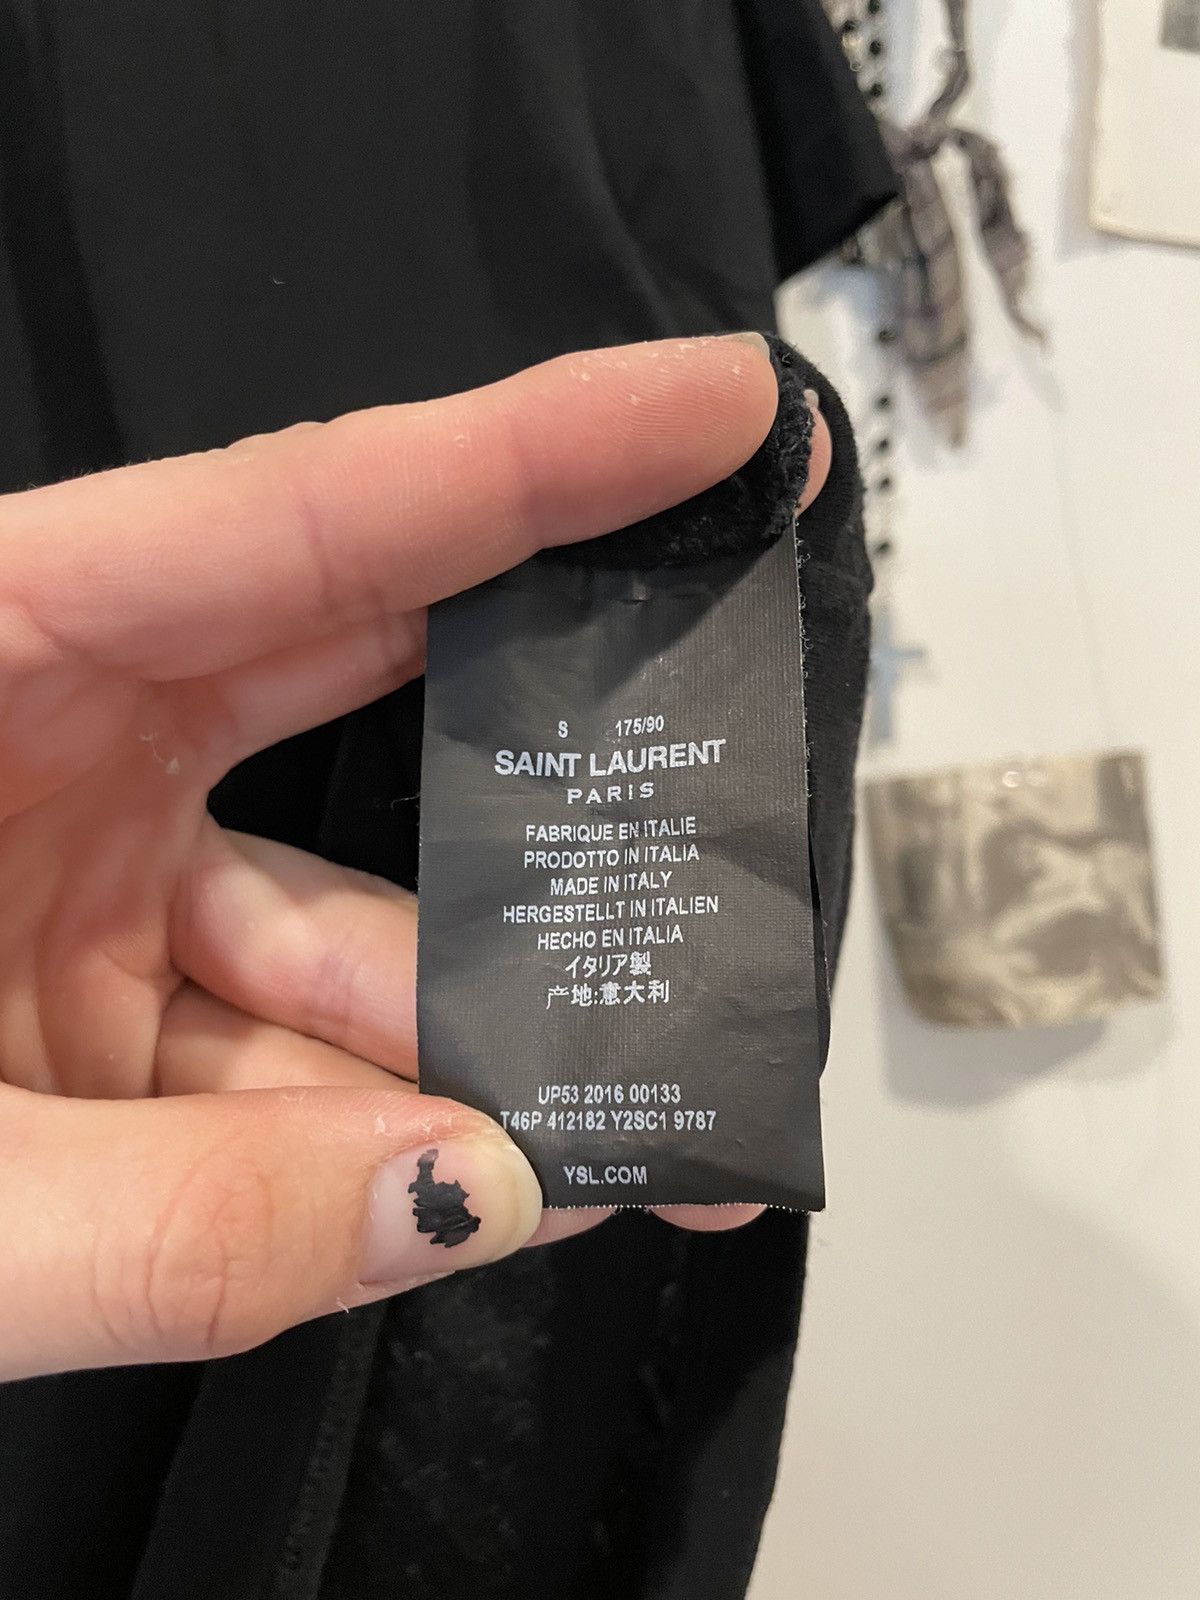 S 175/90
SAINT LAURENT
PARIS
FABRIQUE EN ITALIE
PRODOTTO IN ITALIA
MADE IN ITALY
HERGESTELLT IN ITALIEN
HECHO EN ITALIA
イタリア製
产地:意大利
UP53 2016 00133
T46P 412182 Y2SC1 9787
YSL.COM